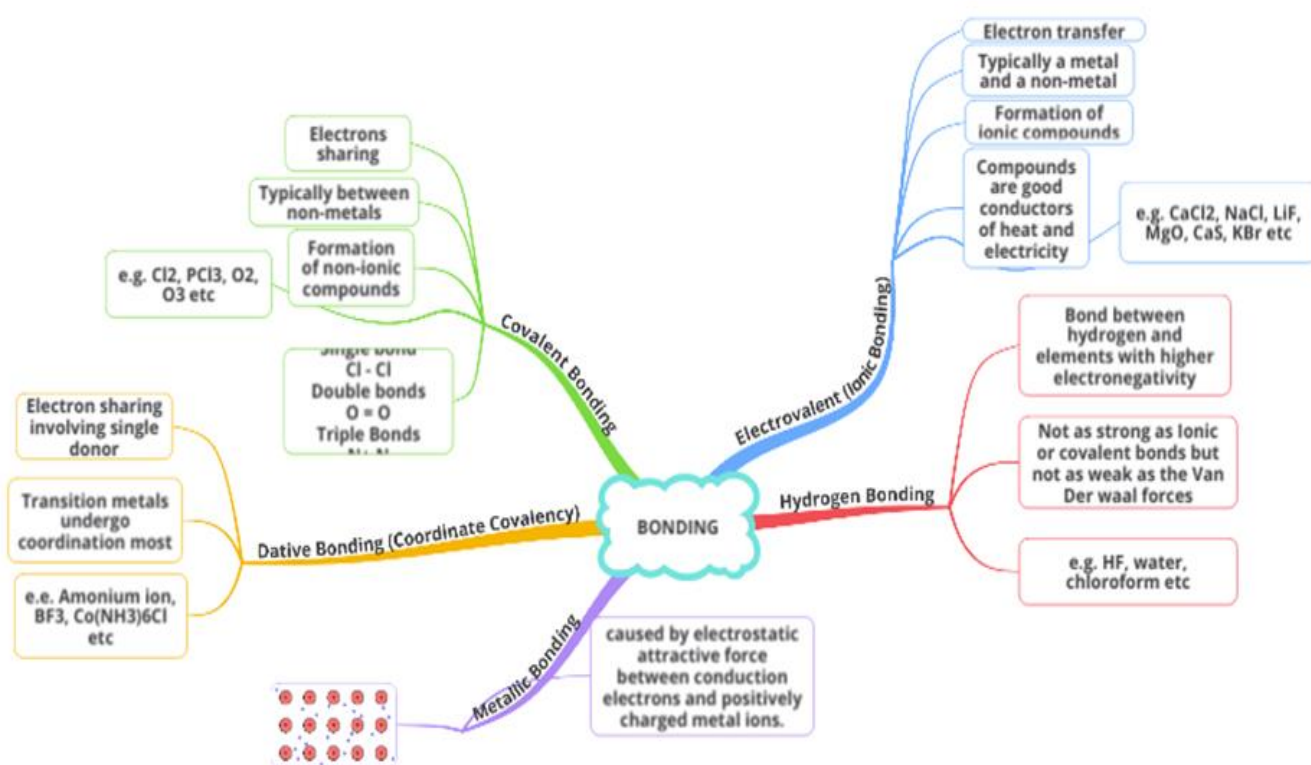 BONDING
Electrovalent (Ionic Bonding)
Electron transfer
Typically a metal
and a non-metal
Formation of
ionic compounds
Compounds
are good
conductors
of heat and
electricity
e.g. CaCl2, NaCl, LiF,
MgO, CaS, KBr etc
Hydrogen Bonding
Bond between
hydrogen and
elements with higher
electronegativity
Not as strong as Ionic
or covalent bonds but
not as weak as the Van
Der waal forces
e.g. HF, water,
chloroform etc
Covalent Bonding
Electrons
sharing
Typically between
non-metals
Formation
of non-ionic
compounds
e.g. Cl2, PCl3, O2,
O3 etc
Single bond
Cl - Cl
Double bonds
O = O
Triple Bonds
Dative Bonding (Coordinate Covalency)
Electron sharing
involving single
donor
Transition metals
undergo
coordination most
e.e. Amonium ion,
BF3, Co(NH3)6Cl
etc
Metallic Bonding
caused by electrostatic
attractive force
between conduction
electrons and positively
charged metal ions.